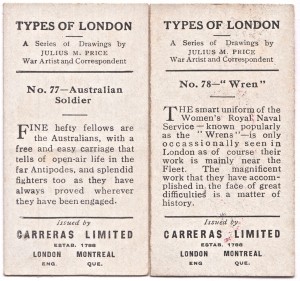 TYPES OF LONDON
A Series of Drawings by
JULIUS M. PRICE
War Artist and Correspondent
No. 77—Australian
Soldier
FINE hefty fellows are
the Australians, with a
free and easy carriage that
tells of open-air life in the
far Antipodes, and splendid
fighters too as they have
always proved wherever
they have been engaged.
Issued by
CARRERAS LIMITED
ESTAB. 1788
LONDON MONTREAL
ENG. QUE.
TYPES OF LONDON
A Series of Drawings by
JULIUS M. PRICE
War Artist and Correspondent
No. 78—"Wren"
THE smart uniform of the
Women's Royal Naval
Service—known popularly
as the "Wrens"—is only
occassionally seen in
London as of course their
work is mainly near the
Fleet. The magnificent
work that they have accom-
plished in the face of great
difficulties is a matter of
history.
Issued by
CARRERAS LIMITED
ESTAB. 1788
LONDON MONTREAL
ENG. QUE.